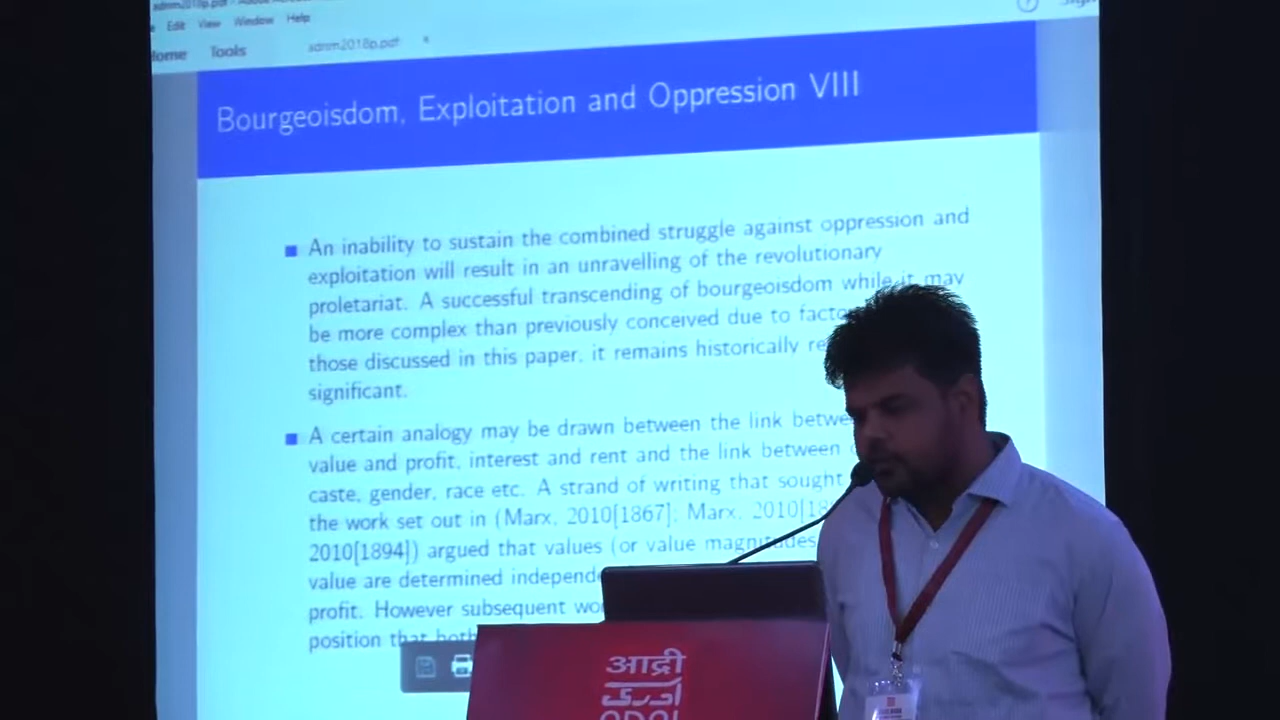 Edit View Window Help
Home Tools
sdnm2018p.pdf
Bourgeoisdom, Exploitation and Oppression VIII
An inability to sustain the combined struggle against oppression and
exploitation will result in an unravelling of the revolutionary
proletariat. A successful transcending of bourgeoisdom while it may
be more complex than previously conceived due to
those discussed in this paper, it remains historically
significant.
A certain analogy may be drawn between the link
value and profit, interest and rent and the link between
caste, gender, race etc. A strand of writing that sought
the work set out in (Marx, 2010[1867]; Marx, 2010
2010[1894]) argued that values (or value magnitudes
value are determined
profit. However subsequent
position that both
आद्री
آدری
ADRI